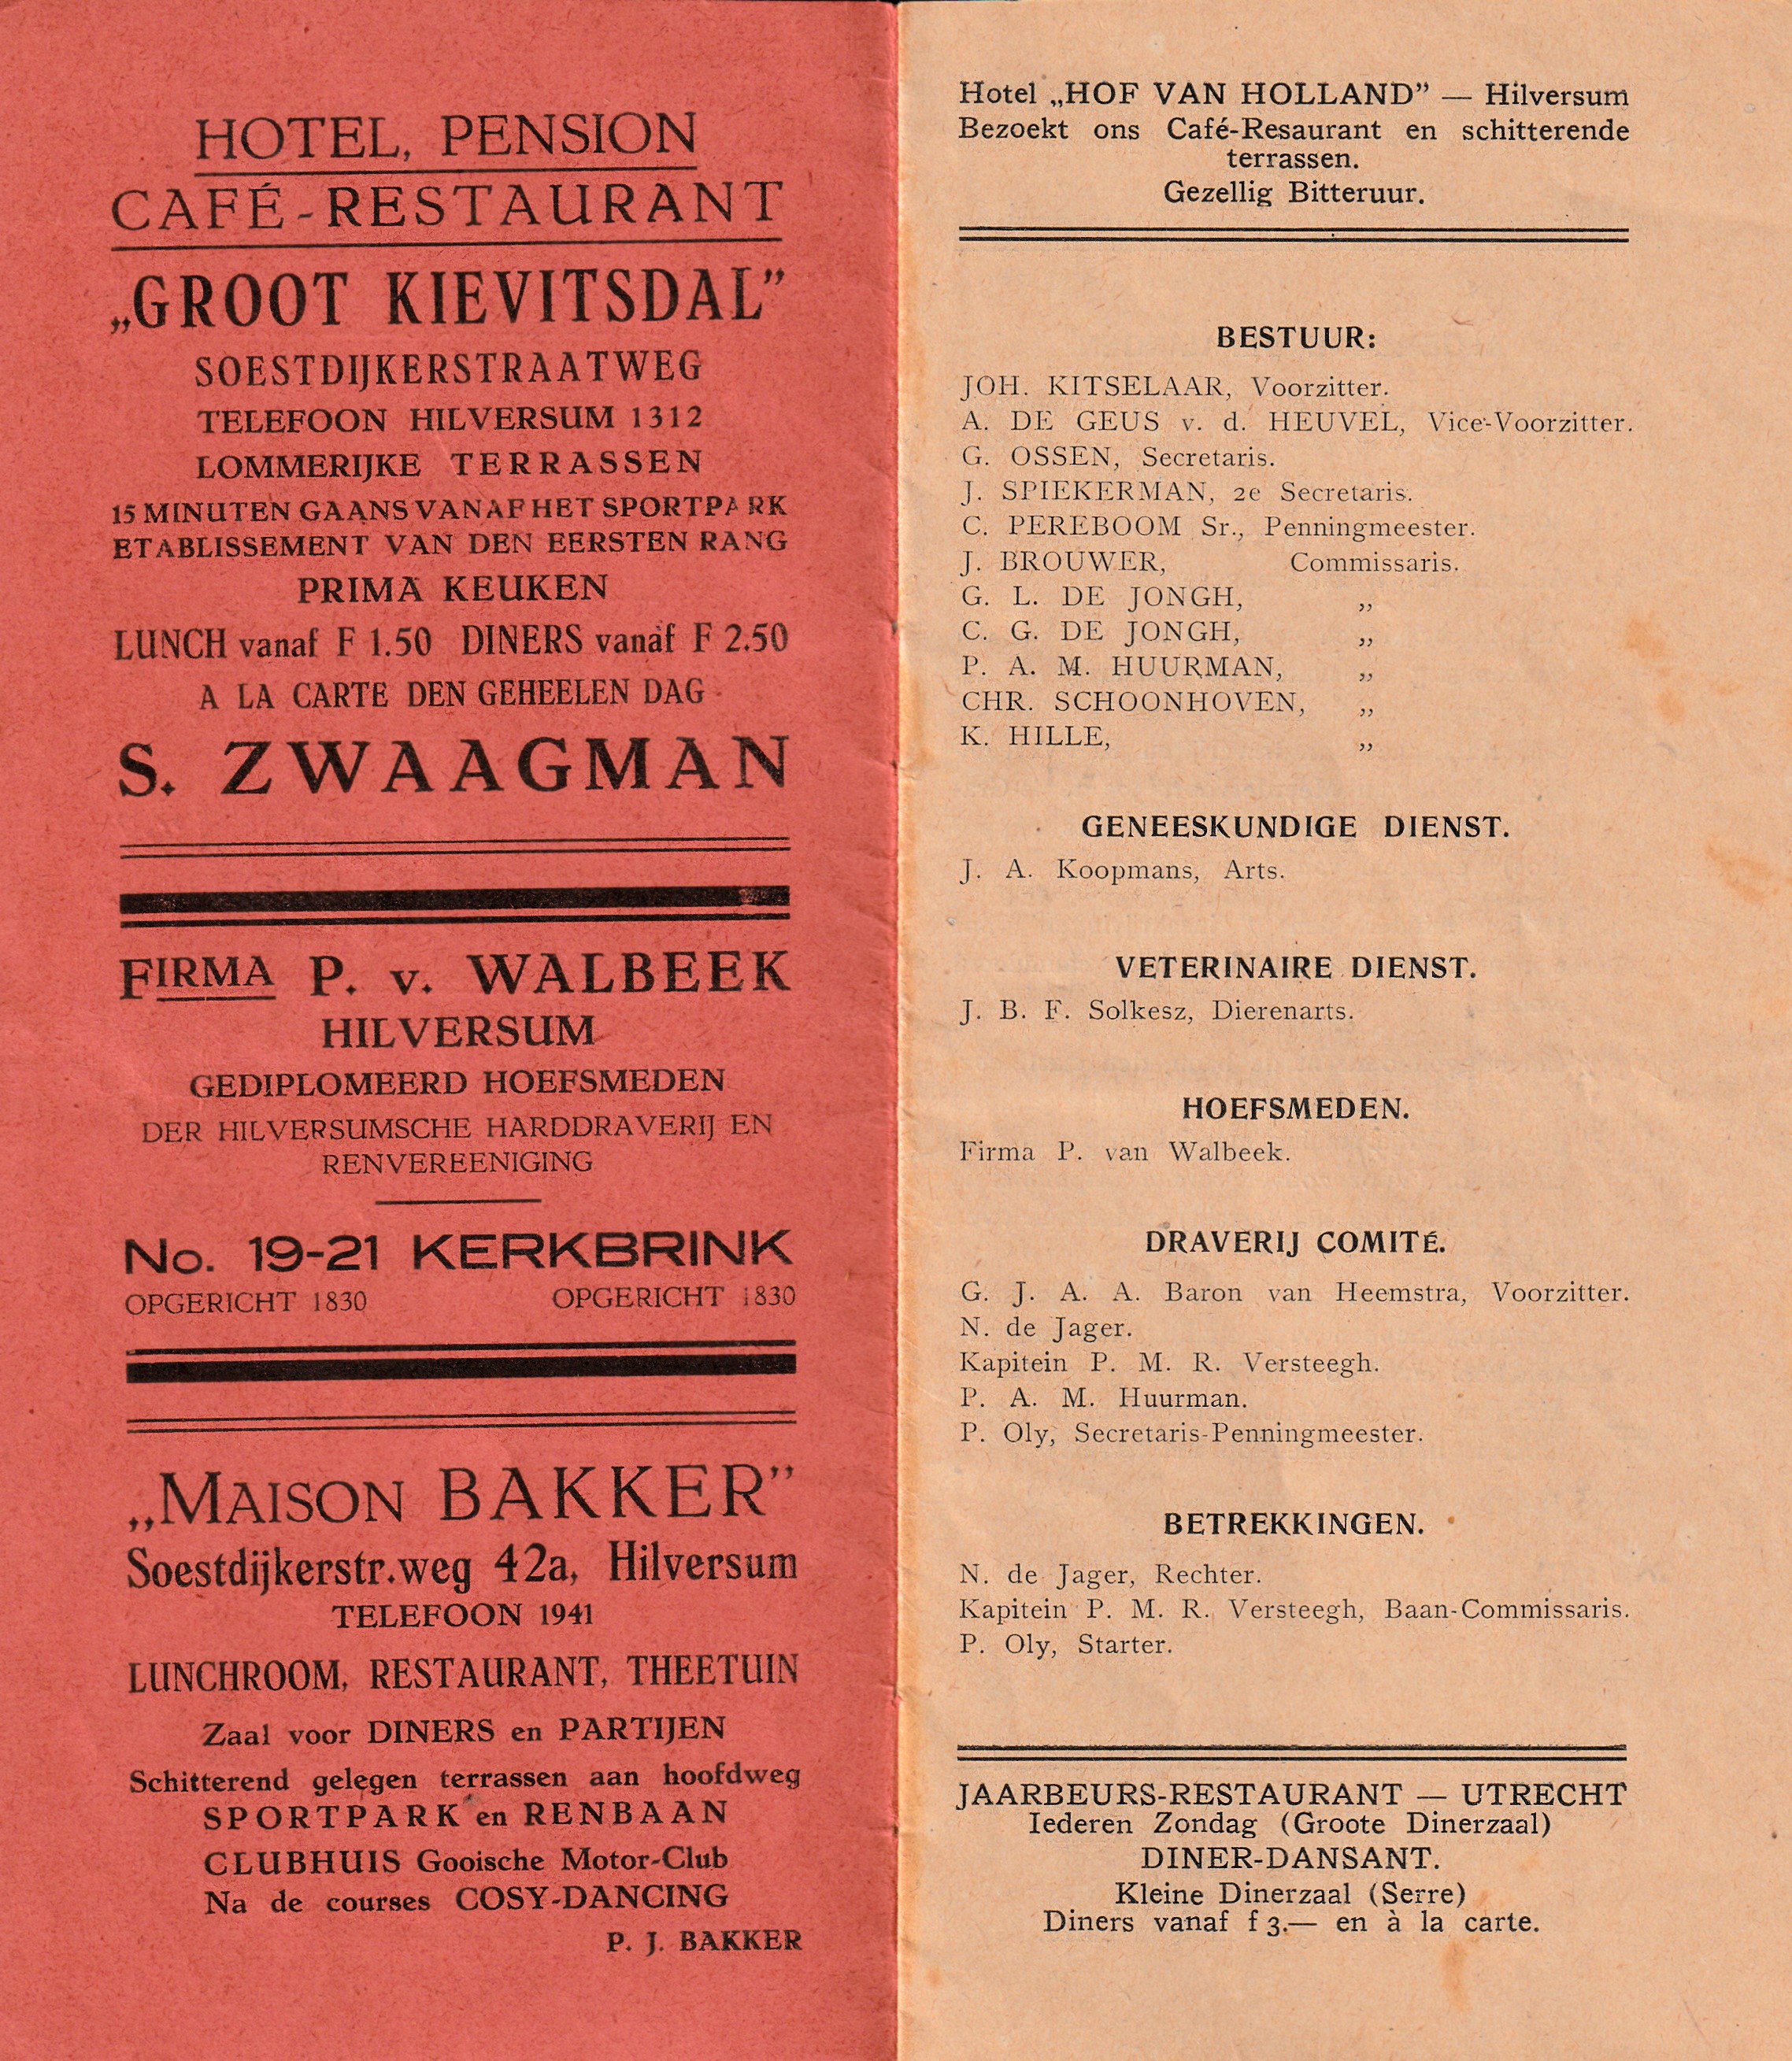 HOTEL, PENSION
CAFÉ-RESTAURANT
„GROOT KIEVITSDAL”
SOESTDIJKERSTRAATWEG
TELEFOON HILVERSUM 1312
LOMMERIJKE TERRASSEN
15 MINUTEN GAANS VANAF HET SPORTPARK
ETABLISSEMENT VAN DEN EERSTEN RANG
PRIMA KEUKEN
LUNCH vanaf F 1.50 DINERS vanaf F 2.50
A LA CARTE DEN GEHEELEN DAG
S. ZWAAGMAN
FIRMA P. v. WALBEEK
HILVERSUM
GEDIPLOMEERD HOEFSMEDEN
DER HILVERSUMSCHE HARDDRAVERIJ EN
RENVEREENIGING
No. 19-21 KERKBRINK
OPGERICHT 1830 OPGERICHT 1830
„MAISON BAKKER”
Soestdijkerstr.weg 42a, Hilversum
TELEFOON 1941
LUNCHROOM, RESTAURANT, THEETUIN
Zaal voor DINERS en PARTIJEN
Schitterend gelegen terrassen aan hoofdweg
SPORTPARK en RENBAAN
CLUBHUIS Gooische Motor-Club
Na de courses COSY-DANCING
P. J. BAKKER
Hotel „HOF VAN HOLLAND” — Hilversum
Bezoekt ons Café-Resaurant en schitterende
terrassen.
Gezellig Bitteruur.
BESTUUR:
JOH. KITSELAAR, Voorzitter.
A. DE GEUS v. d. HEUVEL, Vice-Voorzitter.
G. OSSEN, Secretaris.
J. SPIEKERMAN, 2e Secretaris.
C. PEREBOOM Sr., Penningmeester.
J. BROUWER, Commissaris.
G. L. DE JONGH, „
C. G. DE JONGH, „
P. A. M. HUURMAN, „
CHR. SCHOONHOVEN, „
K. HILLE, „
GENEESKUNDIGE DIENST.
J. A. Koopmans, Arts.
VETERINAIRE DIENST.
J. B. F. Solkesz, Dierenarts.
HOEFSMEDEN.
Firma P. van Walbeek.
DRAVERIJ COMITÉ.
G. J. A. A. Baron van Heemstra, Voorzitter.
N. de Jager.
Kapitein P. M. R. Versteegh.
P. A. M. Huurman.
P. Oly, Secretaris-Penningmeester.
BETREKKINGEN.
N. de Jager, Rechter.
Kapitein P. M. R. Versteegh, Baan-Commissaris.
P. Oly, Starter.
JAARBEURS-RESTAURANT — UTRECHT
Iederen Zondag (Groote Dinerzaal)
DINER-DANSANT.
Kleine Dinerzaal (Serre)
Diners vanaf f 3.— en à la carte.